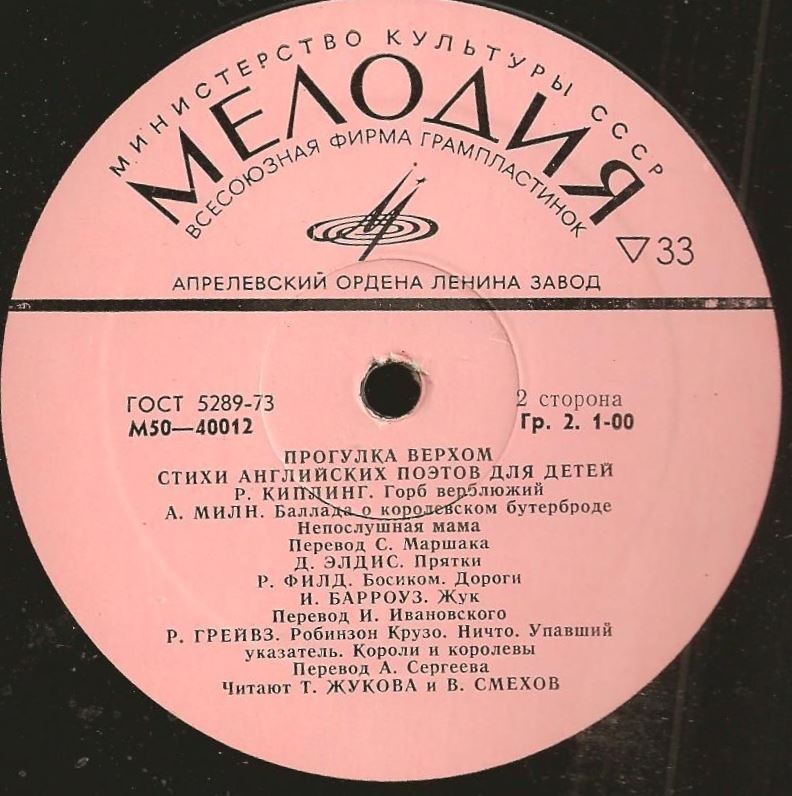 МИНИСТЕРСТВО КУЛЬТУРЫ СССР
МЕЛОДИЯ
ВСЕСОЮЗНАЯ ФИРМА ГРАМПЛАСТИНОК
▽33
АПРЕЛЕВСКИЙ ОРДЕНА ЛЕНИНА ЗАВОД
ГОСТ 5289-73
2 сторона
М50—40012
Гр. 2. 1-00
ПРОГУЛКА ВЕРХОМ
СТИХИ АНГЛИЙСКИХ ПОЭТОВ ДЛЯ ДЕТЕЙ
Р. КИПЛИНГ. Горб верблюжий
А. МИЛН. Баллада о королевском бутерброде
Непослушная мама
Перевод С. Маршака
Д. ЭЛДИС. Прятки
Р. ФИЛД. Босиком. Дороги
И. БАРРОУЗ. Жук
Перевод И. Ивановского
Р. ГРЕЙВЗ. Робинзон Крузо. Ничто. Упавший
указатель. Короли и королевы
Перевод А. Сергеева
Читают Т. ЖУКОВА и В. СМЕХОВ